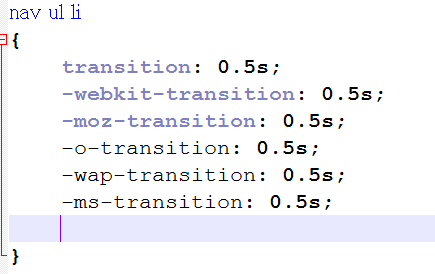 nav ul li
{
transition: 0.5s;
-webkit-transition: 0.5s;
-moz-transition: 0.5s;
-o-transition: 0.5s;
-wap-transition: 0.5s;
-ms-transition: 0.5s;
}